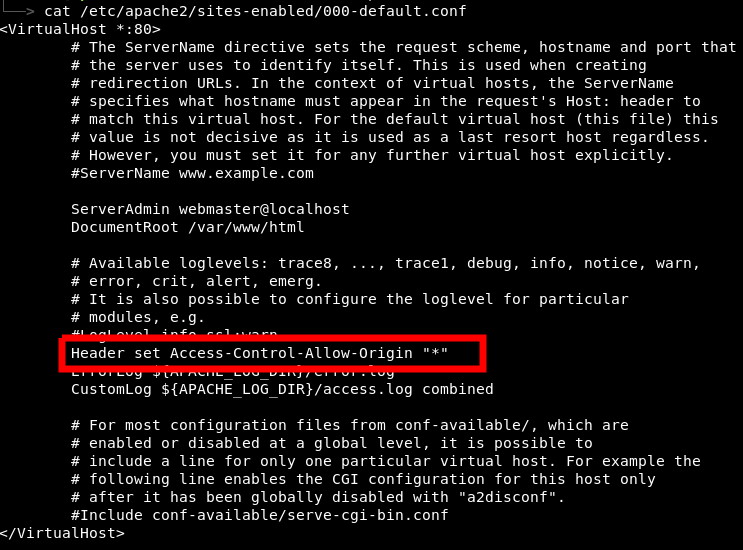 └──> cat /etc/apache2/sites-enabled/000-default.conf
<VirtualHost *:80>
# The ServerName directive sets the request scheme, hostname and port that
# the server uses to identify itself. This is used when creating
# redirection URLs. In the context of virtual hosts, the ServerName
# specifies what hostname must appear in the request's Host: header to
# match this virtual host. For the default virtual host (this file) this
# value is not decisive as it is used as a last resort host regardless.
# However, you must set it for any further virtual host explicitly.
#ServerName www.example.com
ServerAdmin webmaster@localhost
DocumentRoot /var/www/html
# Available loglevels: trace8, ..., trace1, debug, info, notice, warn,
# error, crit, alert, emerg.
# It is also possible to configure the loglevel for particular
# modules, e.g.
#LogLevel info ssl:warn
Header set Access-Control-Allow-Origin "*"
ErrorLog ${APACHE_LOG_DIR}/error.log
CustomLog ${APACHE_LOG_DIR}/access.log combined
# For most configuration files from conf-available/, which are
# enabled or disabled at a global level, it is possible to
# include a line for only one particular virtual host. For example the
# following line enables the CGI configuration for this host only
# after it has been globally disabled with "a2disconf".
#Include conf-available/serve-cgi-bin.conf
</VirtualHost>